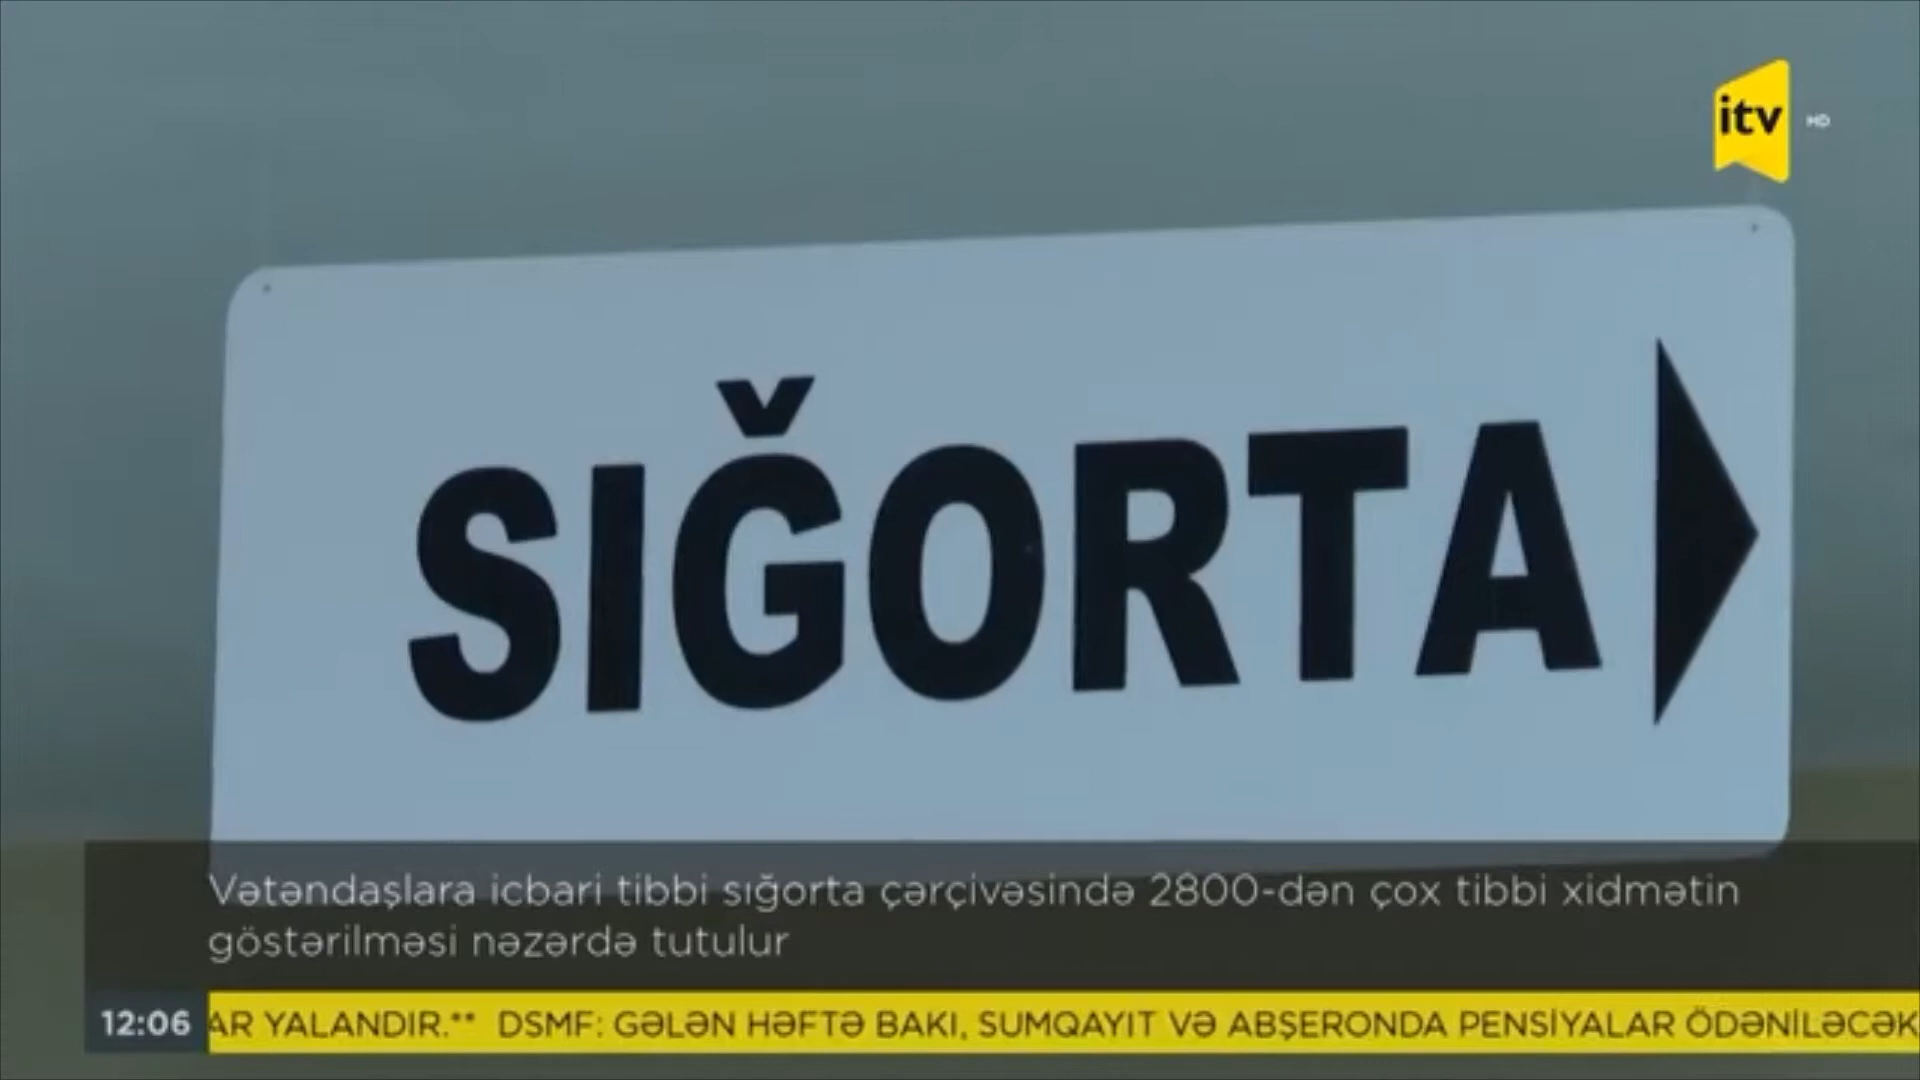 itv HD
SIĞORTA
Vətəndaşlara icbari tibbi sığorta çərçivəsində 2800-dən çox tibbi xidmətin
göstərilməsi nəzərdə tutulur
12:06 AR YALANDIR.** DSMF: GƏLƏN HƏFTƏ BAKI, SUMQAYIT VƏ ABŞERONDA PENSİYALAR ÖDƏNİLƏCƏK